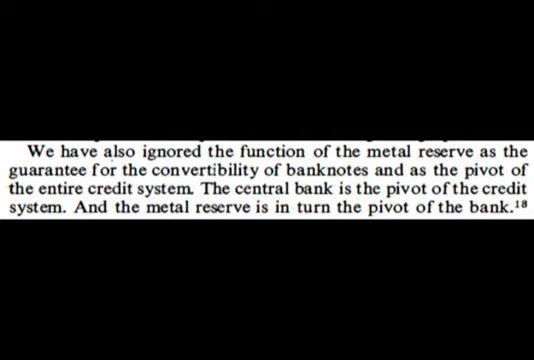 We have also ignored the function of the metal reserve as the
guarantee for the convertibility of banknotes and as the pivot of
the entire credit system. The central bank is the pivot of the credit
system. And the metal reserve is in turn the pivot of the bank.¹⁸